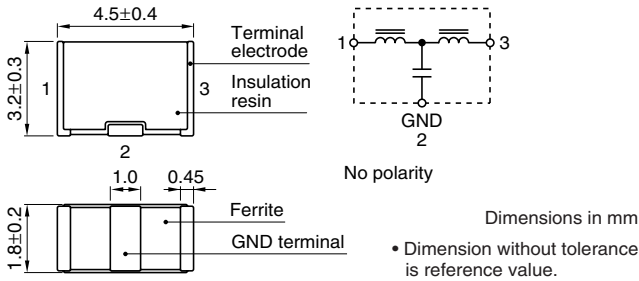 4.5±0.4
Terminal
electrode
3.2±0.3
1
3
Insulation
resin
2
1
3
GND
2
No polarity
1.0
0.45
1.8±0.2
Ferrite
GND terminal
Dimensions in mm
• Dimension without tolerance
is reference value.